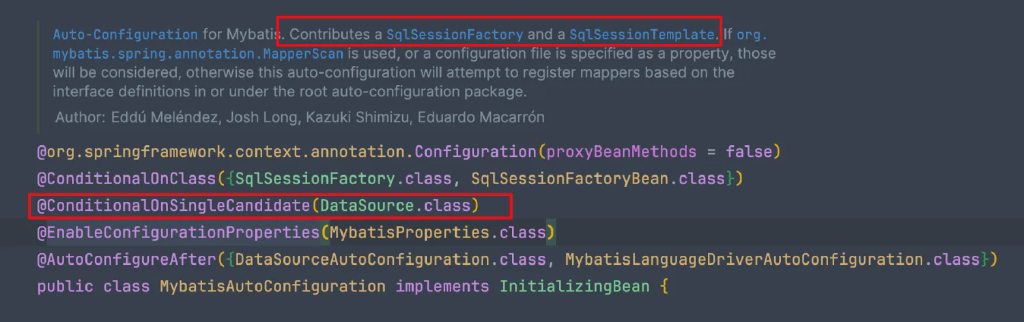 Auto-Configuration for Mybatis. Contributes a SqlSessionFactory and a SqlSessionTemplate. If org.
mybatis.spring.annotation.MapperScan is used, or a configuration file is specified as a property, those
will be considered, otherwise this auto-configuration will attempt to register mappers based on the
interface definitions in or under the root auto-configuration package.
Author: Eddú Meléndez, Josh Long, Kazuki Shimizu, Eduardo Macarrón
@org.springframework.context.annotation.Configuration(proxyBeanMethods = false)
@ConditionalOnClass({SqlSessionFactory.class, SqlSessionFactoryBean.class})
@ConditionalOnSingleCandidate(DataSource.class)
@EnableConfigurationProperties(MybatisProperties.class)
@AutoConfigureAfter({DataSourceAutoConfiguration.class, MybatisLanguageDriverAutoConfiguration.class})
public class MybatisAutoConfiguration implements InitializingBean {